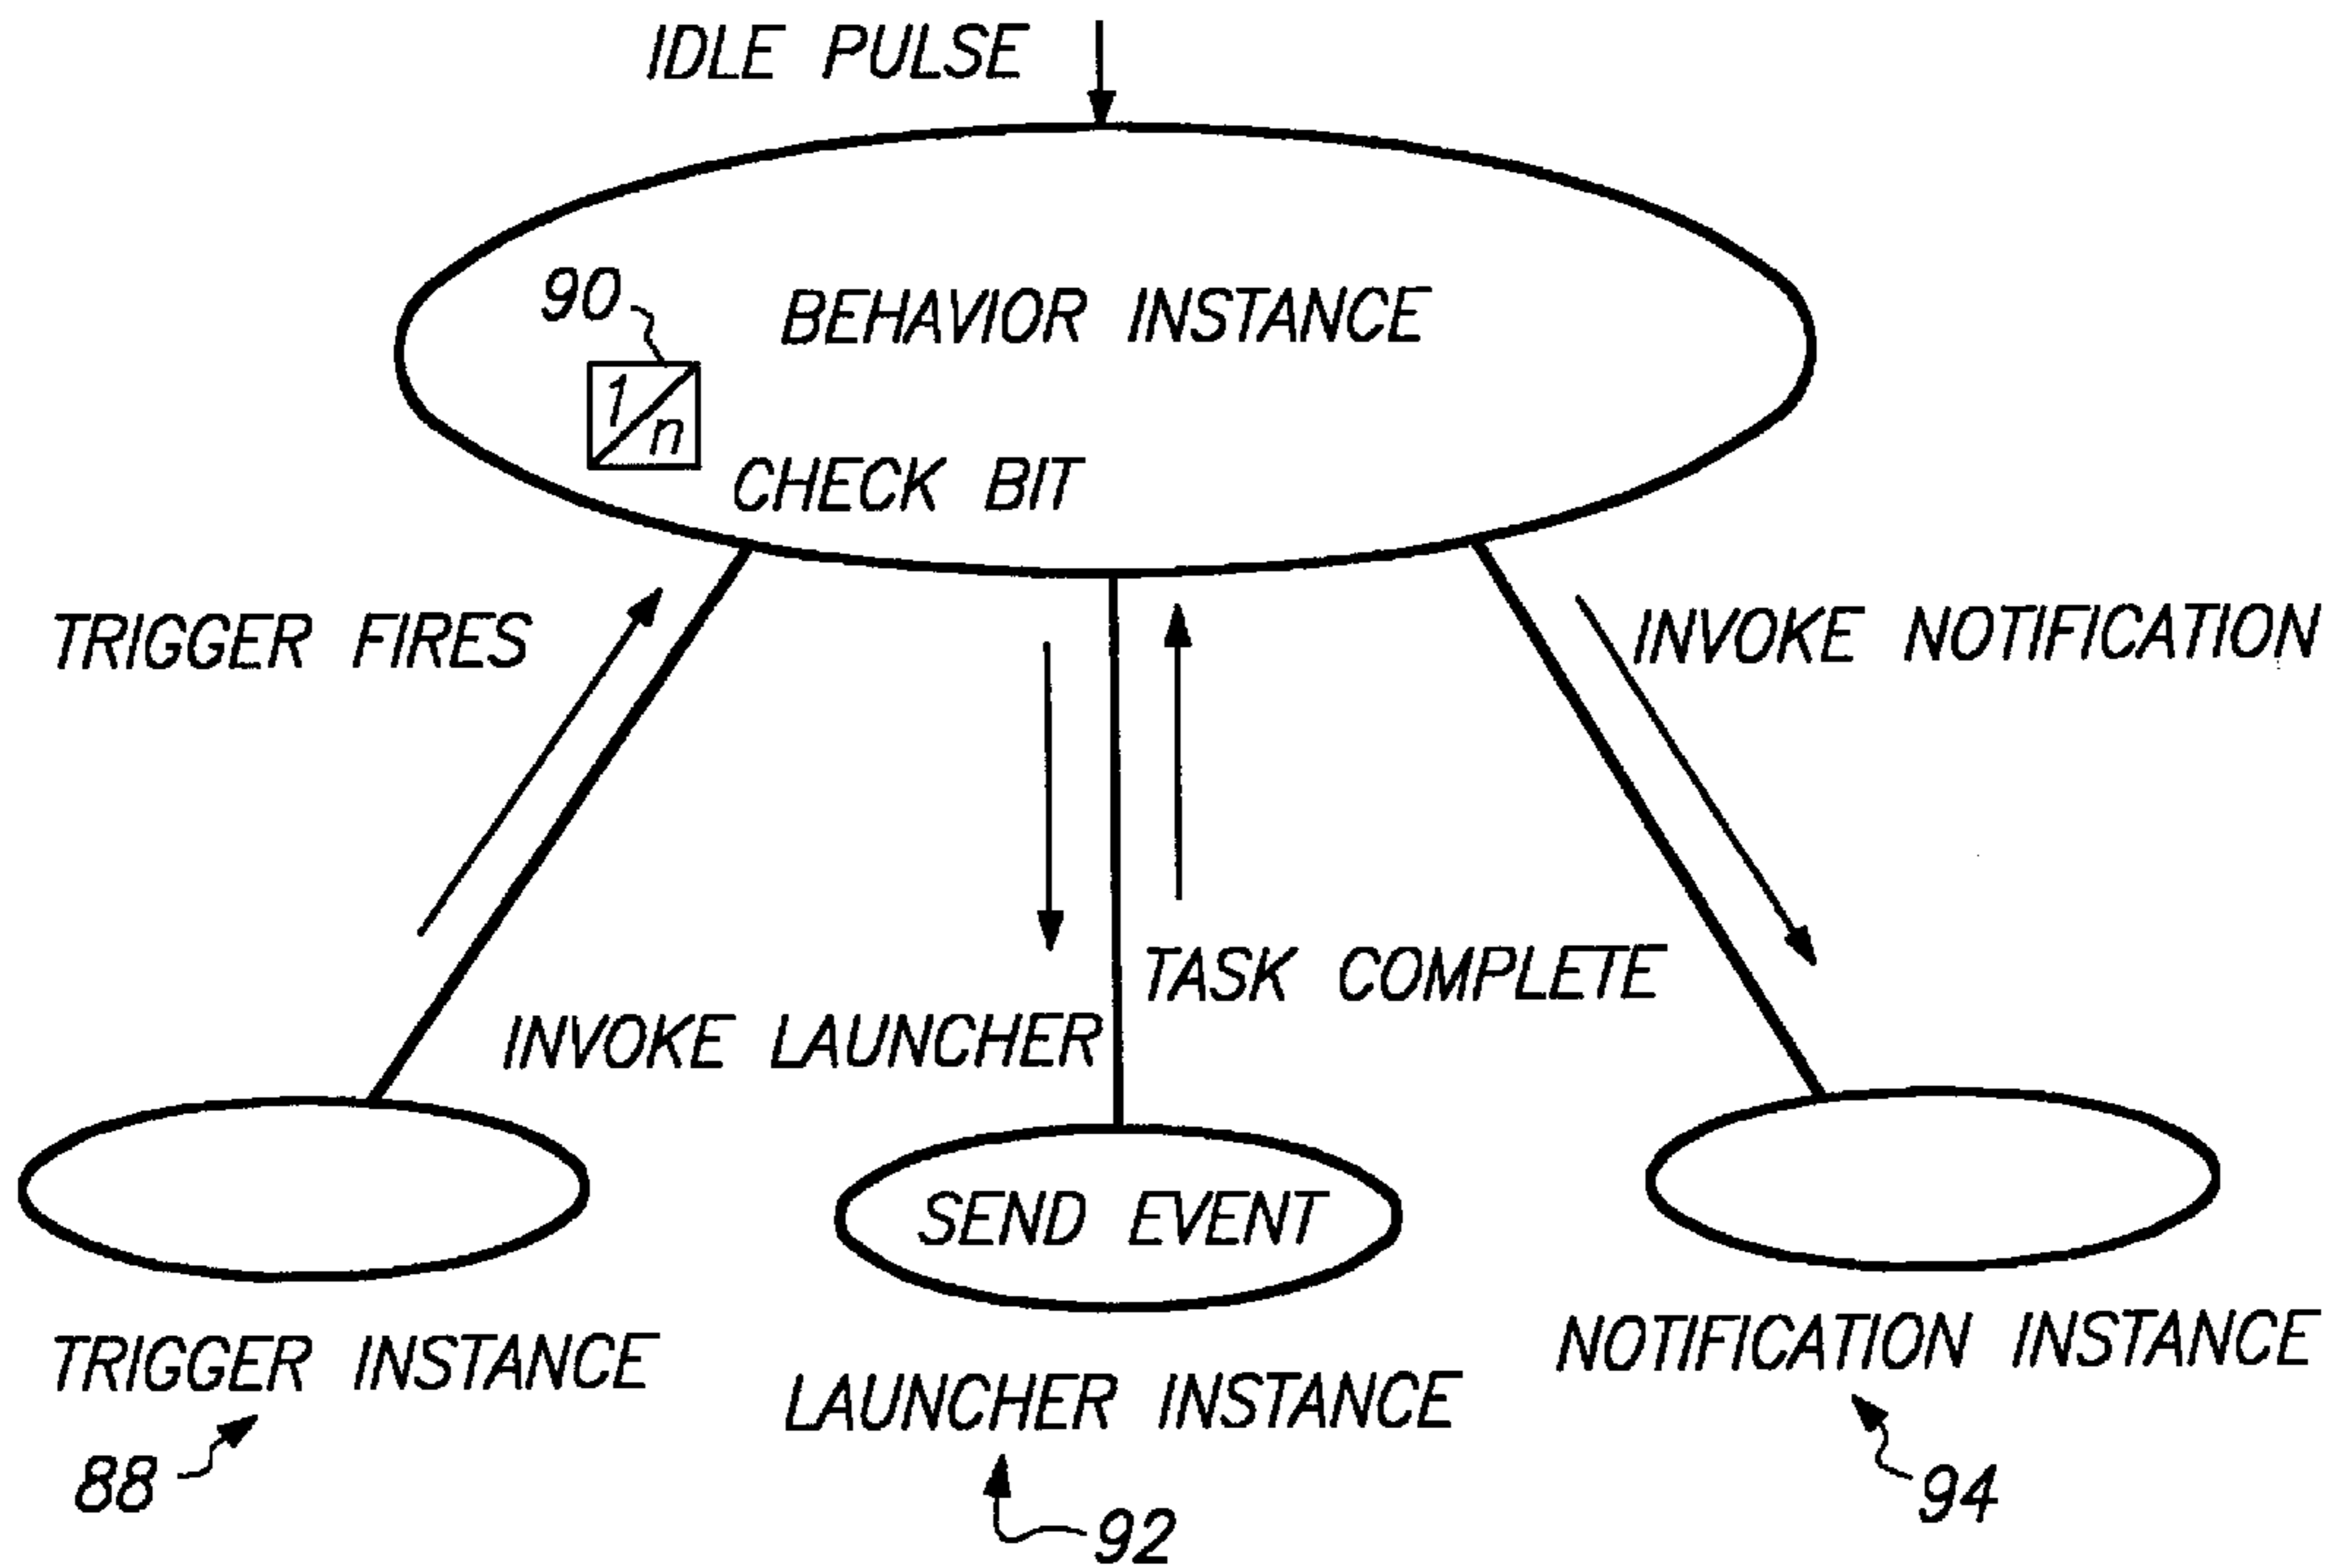 IDLE PULSE
90
BEHAVIOR INSTANCE
1/n
CHECK BIT
TRIGGER FIRES
INVOKE NOTIFICATION
TASK COMPLETE
INVOKE LAUNCHER
SEND EVENT
TRIGGER INSTANCE
NOTIFICATION INSTANCE
LAUNCHER INSTANCE
88
94
92